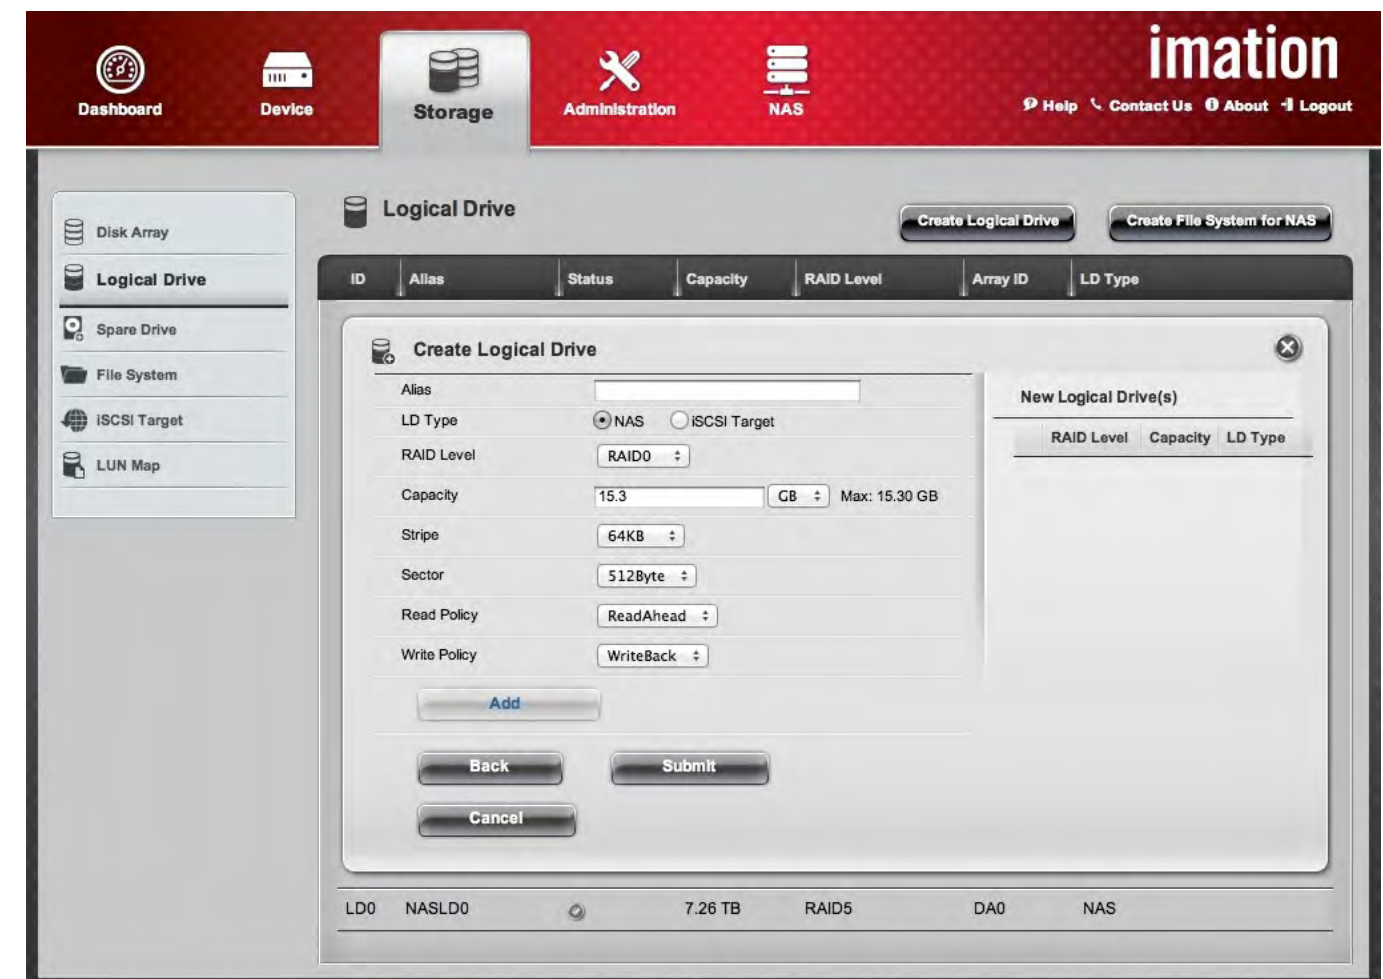 imation
Dashboard
Device
Storage
Administration
NAS
Help Contact Us About Logout
Disk Array
Logical Drive
Spare Drive
File System
iSCSI Target
LUN Map
Logical Drive
Create Logical Drive
Create File System for NAS
ID Alias Status Capacity RAID Level Array ID LD Type
Create Logical Drive
Alias
LD Type NAS iSCSI Target
RAID Level RAID0
Capacity 15.3 GB Max: 15.30 GB
Stripe 64KB
Sector 512Byte
Read Policy ReadAhead
Write Policy WriteBack
Add
Back Submit
Cancel
New Logical Drive(s)
RAID Level Capacity LD Type
LD0 NASLD0 7.26 TB RAID5 DA0 NAS